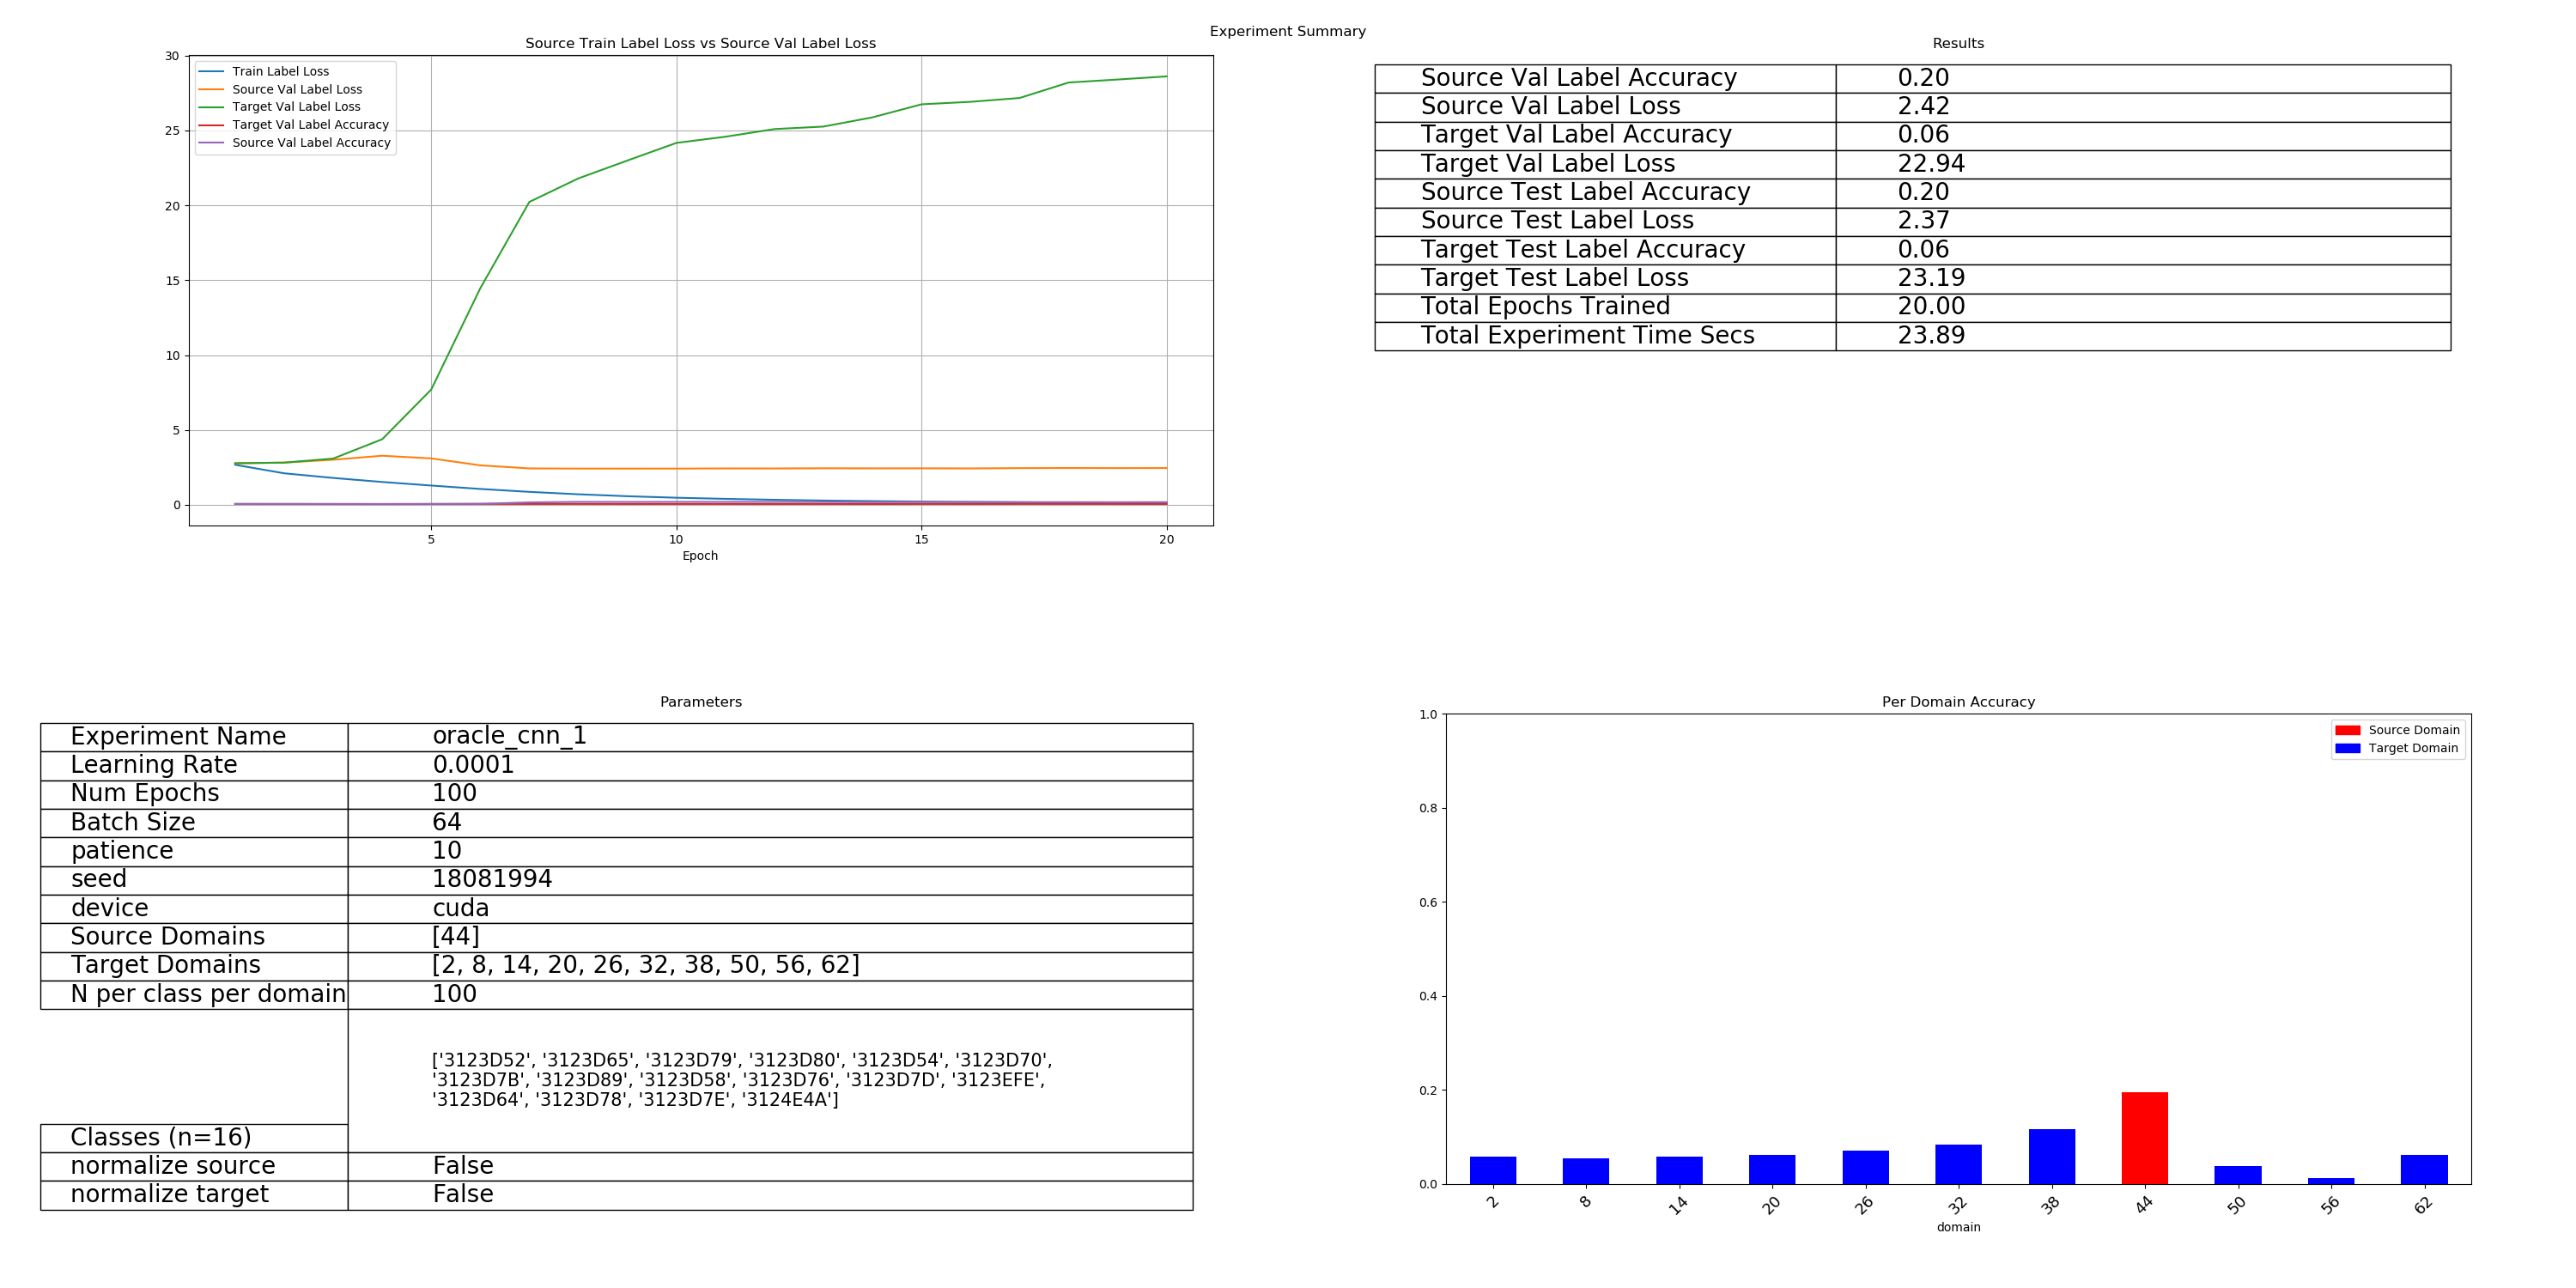 Experiment Summary
Source Train Label Loss vs Source Val Label Loss
30
25
20
15
10
5
0
Train Label Loss
Source Val Label Loss
Target Val Label Loss
Target Val Label Accuracy
Source Val Label Accuracy
5 10 15 20
Epoch
Results
Source Val Label Accuracy 0.20
Source Val Label Loss 2.42
Target Val Label Accuracy 0.06
Target Val Label Loss 22.94
Source Test Label Accuracy 0.20
Source Test Label Loss 2.37
Target Test Label Accuracy 0.06
Target Test Label Loss 23.19
Total Epochs Trained 20.00
Total Experiment Time Secs 23.89
Parameters
Experiment Name oracle_cnn_1
Learning Rate 0.0001
Num Epochs 100
Batch Size 64
patience 10
seed 18081994
device cuda
Source Domains [44]
Target Domains [2, 8, 14, 20, 26, 32, 38, 50, 56, 62]
N per class per domain 100
['3123D52', '3123D65', '3123D79', '3123D80', '3123D54', '3123D70',
'3123D7B', '3123D89', '3123D58', '3123D76', '3123D7D', '3123EFE',
'3123D64', '3123D78', '3123D7E', '3124E4A']
Classes (n=16)
normalize source False
normalize target False
Per Domain Accuracy
1.0
0.8
0.6
0.4
0.2
0.0
Source Domain
Target Domain
2 8 14 20 26 32 38 44 50 56 62
domain